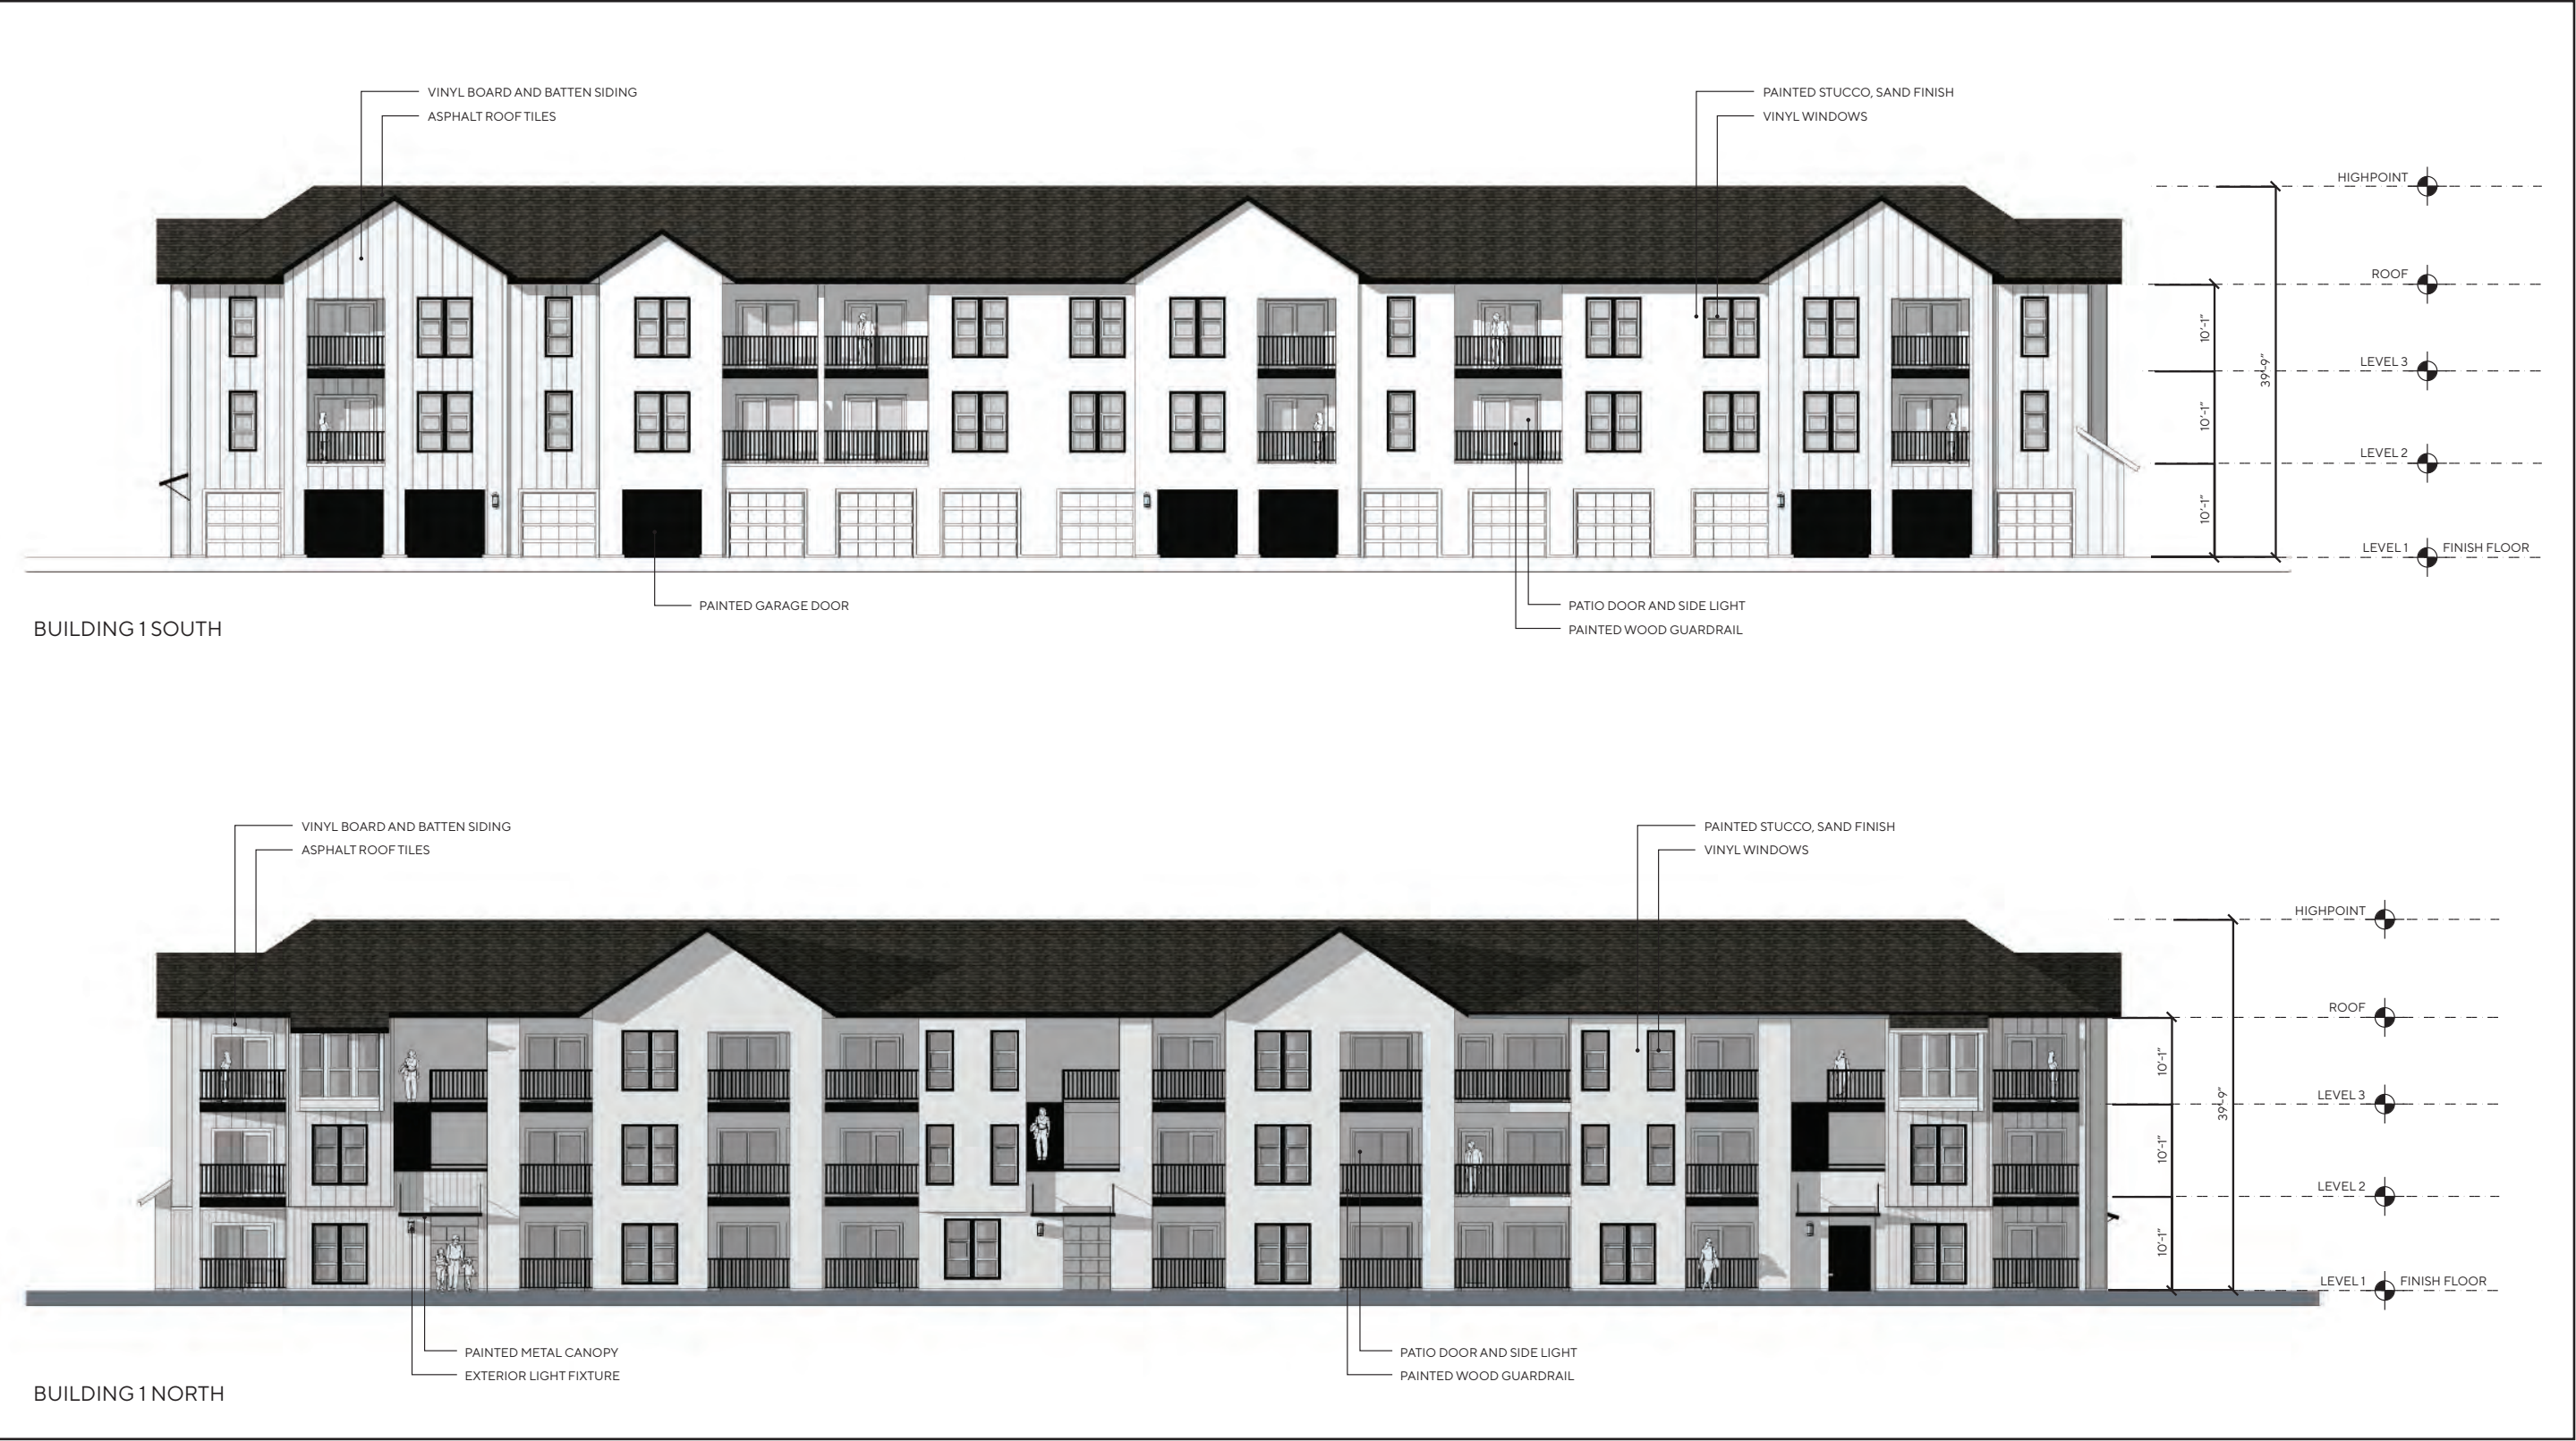 VINYL BOARD AND BATTEN SIDING
ASPHALT ROOF TILES
PAINTED STUCCO, SAND FINISH
VINYL WINDOWS
HIGHPOINT
ROOF
10'-1"
LEVEL 3
39'-9"
10'-1"
LEVEL 2
10'-1"
LEVEL 1 FINISH FLOOR
PAINTED GARAGE DOOR
PATIO DOOR AND SIDE LIGHT
PAINTED WOOD GUARDRAIL
BUILDING 1 SOUTH
VINYL BOARD AND BATTEN SIDING
ASPHALT ROOF TILES
PAINTED STUCCO, SAND FINISH
VINYL WINDOWS
HIGHPOINT
ROOF
10'-1"
LEVEL 3
39'-9"
10'-1"
LEVEL 2
10'-1"
LEVEL 1 FINISH FLOOR
PAINTED METAL CANOPY
EXTERIOR LIGHT FIXTURE
PATIO DOOR AND SIDE LIGHT
PAINTED WOOD GUARDRAIL
BUILDING 1 NORTH